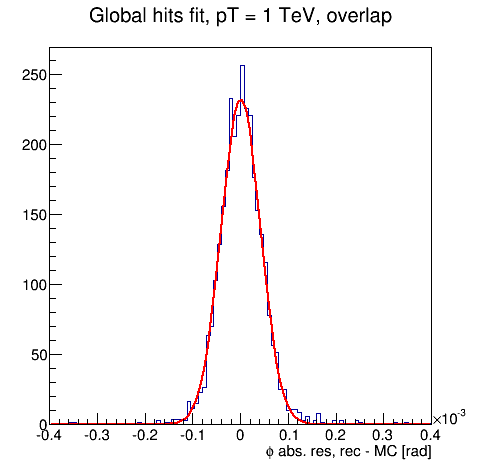 Global hits fit, pT = 1 TeV, overlap
250
200
150
100
50
0
-0.4 -0.3 -0.2 -0.1 0 0.1 0.2 0.3 0.4
×10⁻³
ϕ abs. res, rec - MC [rad]